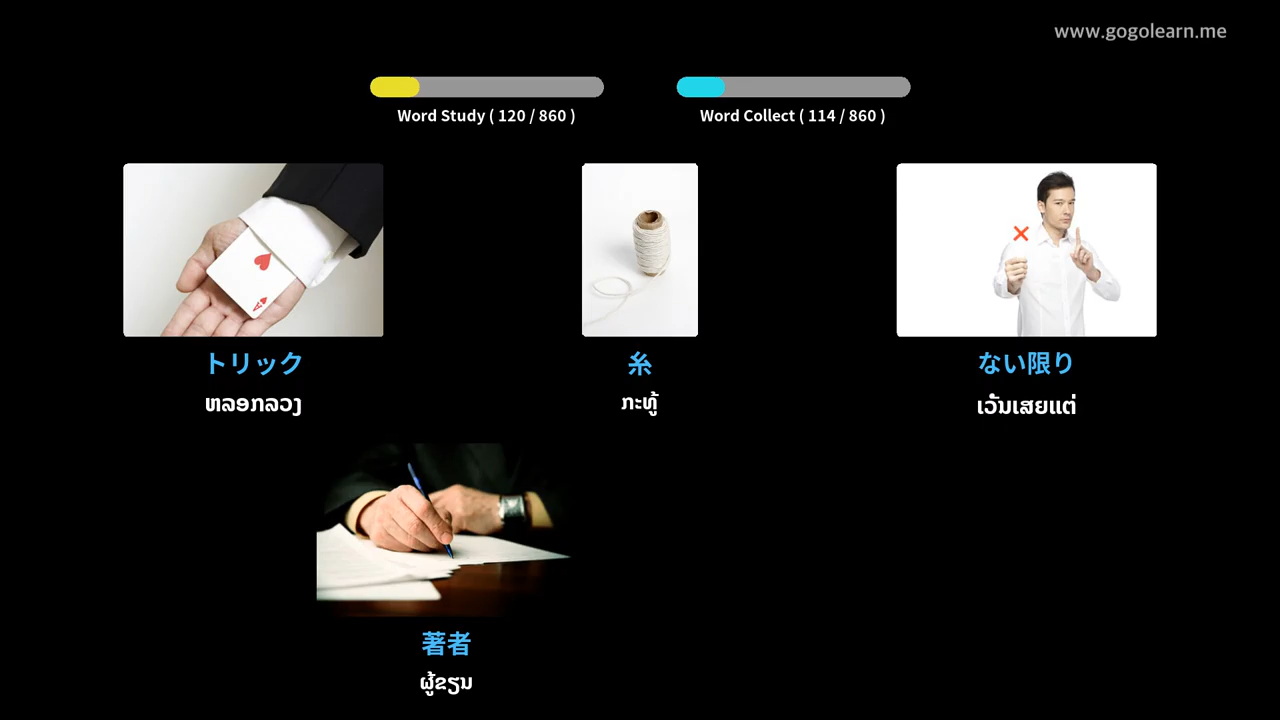 www.gogolearn.me
Word Study ( 120 / 860 )
Word Collect ( 114 / 860 )
トリック
糸
ない限り
ຫລອກລວງ
ກະທູ້
ເວັ້ນເສຍແຕ່
著者
ຜູ້ຂຽນ